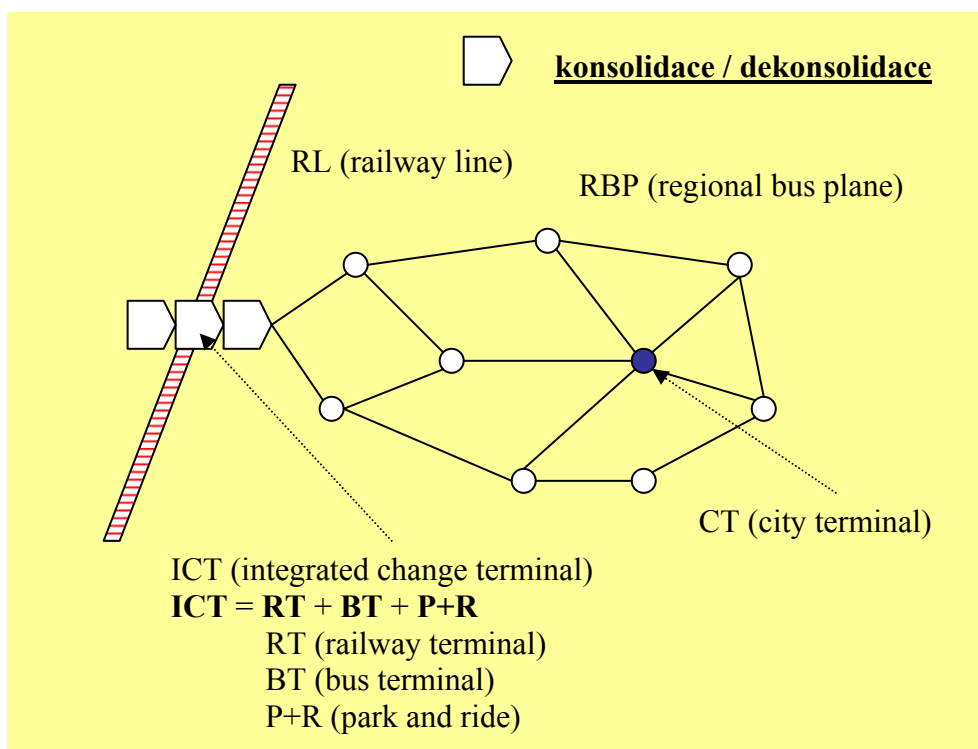 konsolidace / dekonsolidace
RL (railway line)
RBP (regional bus plane)
CT (city terminal)
ICT (integrated change terminal)
ICT = RT + BT + P+R
RT (railway terminal)
BT (bus terminal)
P+R (park and ride)